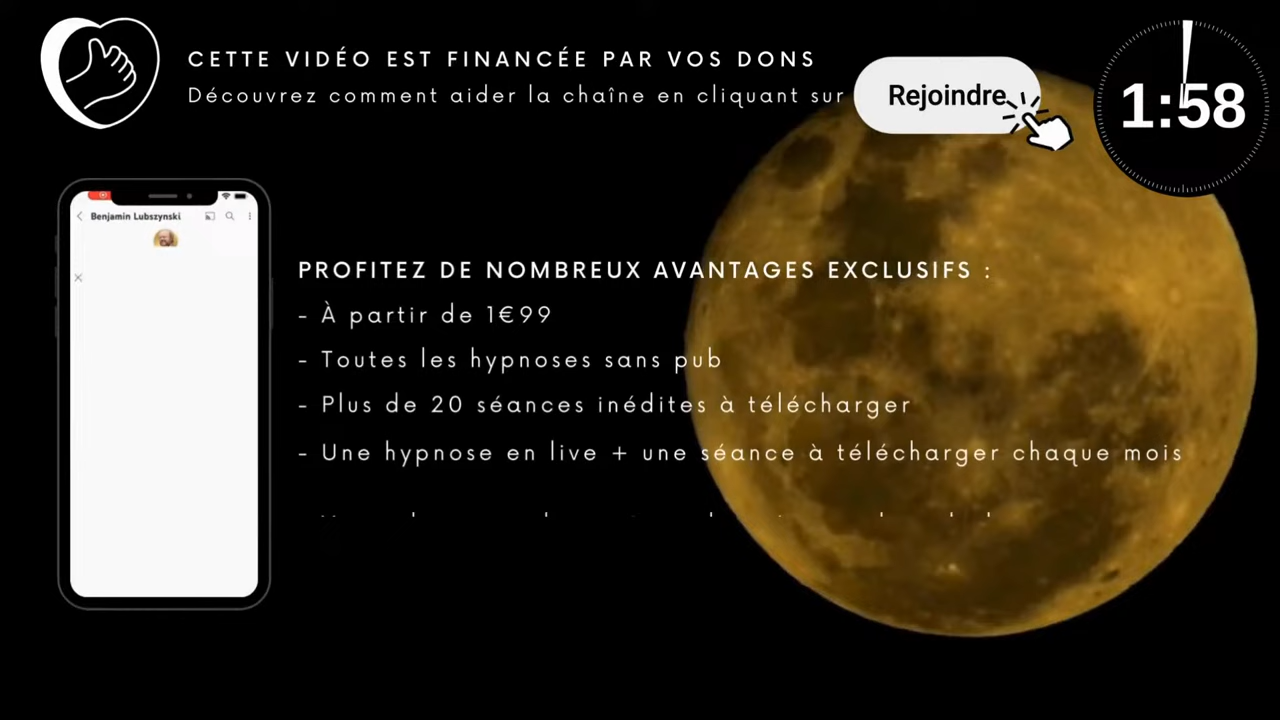 CETTE VIDÉO EST FINANCÉE PAR VOS DONS
Découvrez comment aider la chaîne en cliquant sur
Rejoindre
1:58
Benjamin Lubszynski
PROFITEZ DE NOMBREUX AVANTAGES EXCLUSIFS :
- À partir de 1€99
- Toutes les hypnoses sans pub
- Plus de 20 séances inédites à télécharger
- Une hypnose en live + une séance à télécharger chaque mois